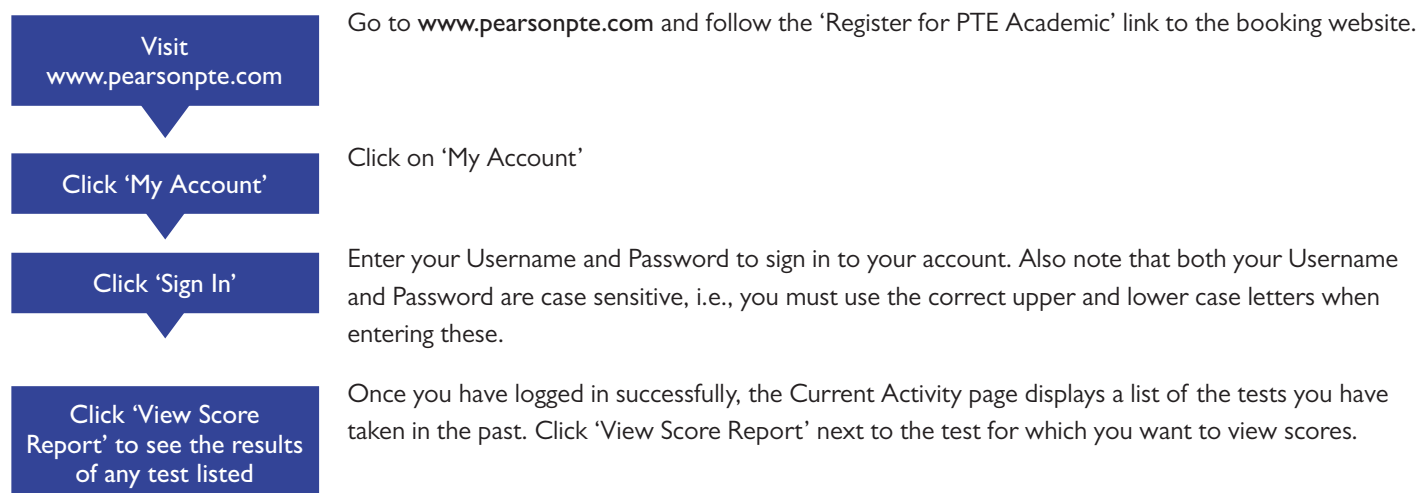 Visit
www.pearsonpte.com
Go to www.pearsonpte.com and follow the ‘Register for PTE Academic’ link to the booking website.
Click ‘My Account’
Click on ‘My Account’
Click ‘Sign In’
Enter your Username and Password to sign in to your account. Also note that both your Username
and Password are case sensitive, i.e., you must use the correct upper and lower case letters when
entering these.
Click ‘View Score
Report’ to see the results
of any test listed
Once you have logged in successfully, the Current Activity page displays a list of the tests you have
taken in the past. Click ‘View Score Report’ next to the test for which you want to view scores.